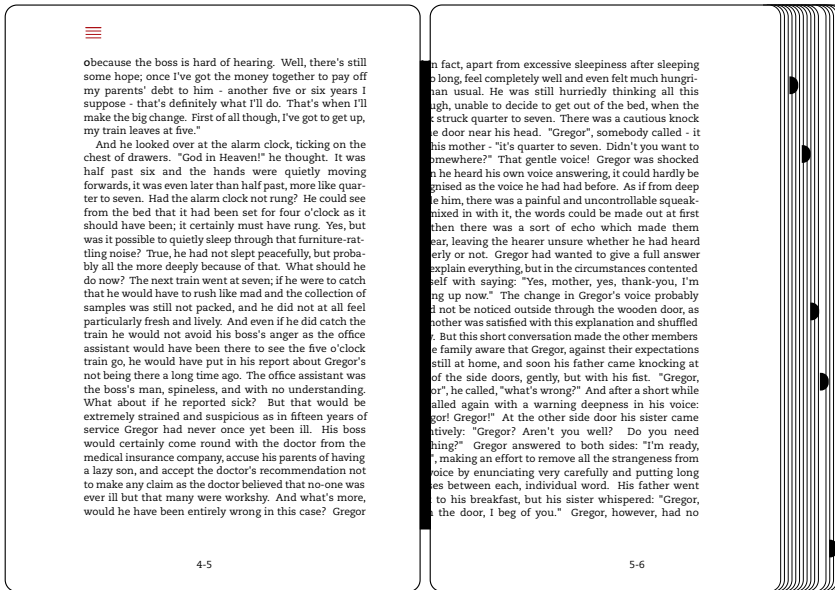 obecause the boss is hard of hearing. Well, there's still
some hope; once I've got the money together to pay off
my parents' debt to him - another five or six years I
suppose - that's definitely what I'll do. That's when I'll
make the big change. First of all though, I've got to get up,
my train leaves at five."
And he looked over at the alarm clock, ticking on the
chest of drawers. "God in Heaven!" he thought. It was
half past six and the hands were quietly moving
forwards, it was even later than half past, more like quar-
ter to seven. Had the alarm clock not rung? He could see
from the bed that it had been set for four o'clock as it
should have been; it certainly must have rung. Yes, but
was it possible to quietly sleep through that furniture-rat-
tling noise? True, he had not slept peacefully, but proba-
bly all the more deeply because of that. What should he
do now? The next train went at seven; if he were to catch
that he would have to rush like mad and the collection of
samples was still not packed, and he did not at all feel
particularly fresh and lively. And even if he did catch the
train he would not avoid his boss's anger as the office
assistant would have been there to see the five o'clock
train go, he would have put in his report about Gregor's
not being there a long time ago. The office assistant was
the boss's man, spineless, and with no understanding.
What about if he reported sick? But that would be
extremely strained and suspicious as in fifteen years of
service Gregor had never once yet been ill. His boss
would certainly come round with the doctor from the
medical insurance company, accuse his parents of having
a lazy son, and accept the doctor's recommendation not
to make any claim as the doctor believed that no-one was
ever ill but that many were workshy. And what's more,
would he have been entirely wrong in this case? Gregor
4-5
n fact, apart from excessive sleepiness after sleeping
o long, feel completely well and even felt much hungri-
han usual. He was still hurriedly thinking all this
ugh, unable to decide to get out of the bed, when the
k struck quarter to seven. There was a cautious knock
e door near his head. "Gregor", somebody called - it
his mother - "it's quarter to seven. Didn't you want to
omewhere?" That gentle voice! Gregor was shocked
n he heard his own voice answering, it could hardly be
gnised as the voice he had had before. As if from deep
e him, there was a painful and uncontrollable squeak-
mixed in with it, the words could be made out at first
then there was a sort of echo which made them
ear, leaving the hearer unsure whether he had heard
erly or not. Gregor had wanted to give a full answer
explain everything, but in the circumstances contented
self with saying: "Yes, mother, yes, thank-you, I'm
ng up now." The change in Gregor's voice probably
d not be noticed outside through the wooden door, as
nother was satisfied with this explanation and shuffled
. But this short conversation made the other members
e family aware that Gregor, against their expectations
still at home, and soon his father came knocking at
of the side doors, gently, but with his fist. "Gregor,
or", he called, "what's wrong?" And after a short while
alled again with a warning deepness in his voice:
gor! Gregor!" At the other side door his sister came
ntively: "Gregor? Aren't you well? Do you need
hing?" Gregor answered to both sides: "I'm ready,
", making an effort to remove all the strangeness from
voice by enunciating very carefully and putting long
ses between each, individual word. His father went
to his breakfast, but his sister whispered: "Gregor,
n the door, I beg of you." Gregor, however, had no
5-6